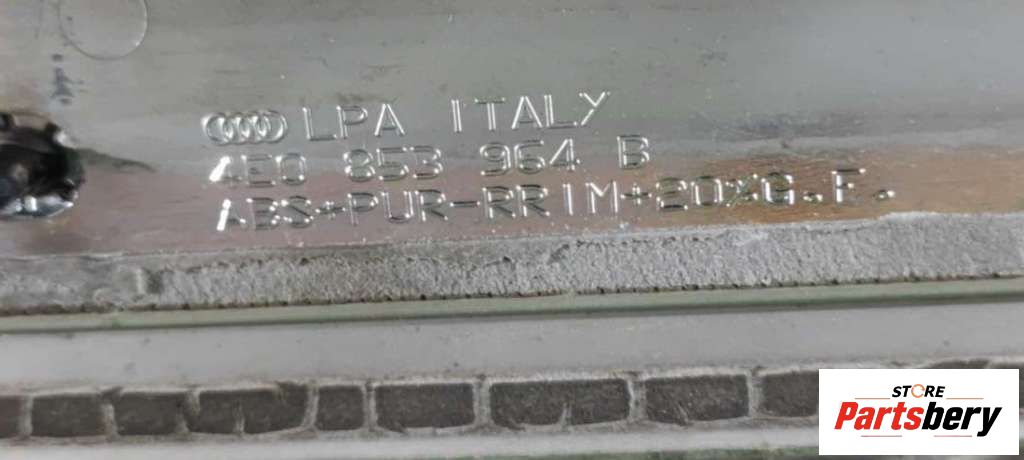 LPA ITALY
4E0 853 964 B
ABS+PUR-RRIM+20%G.F.
STORE
Partsbery